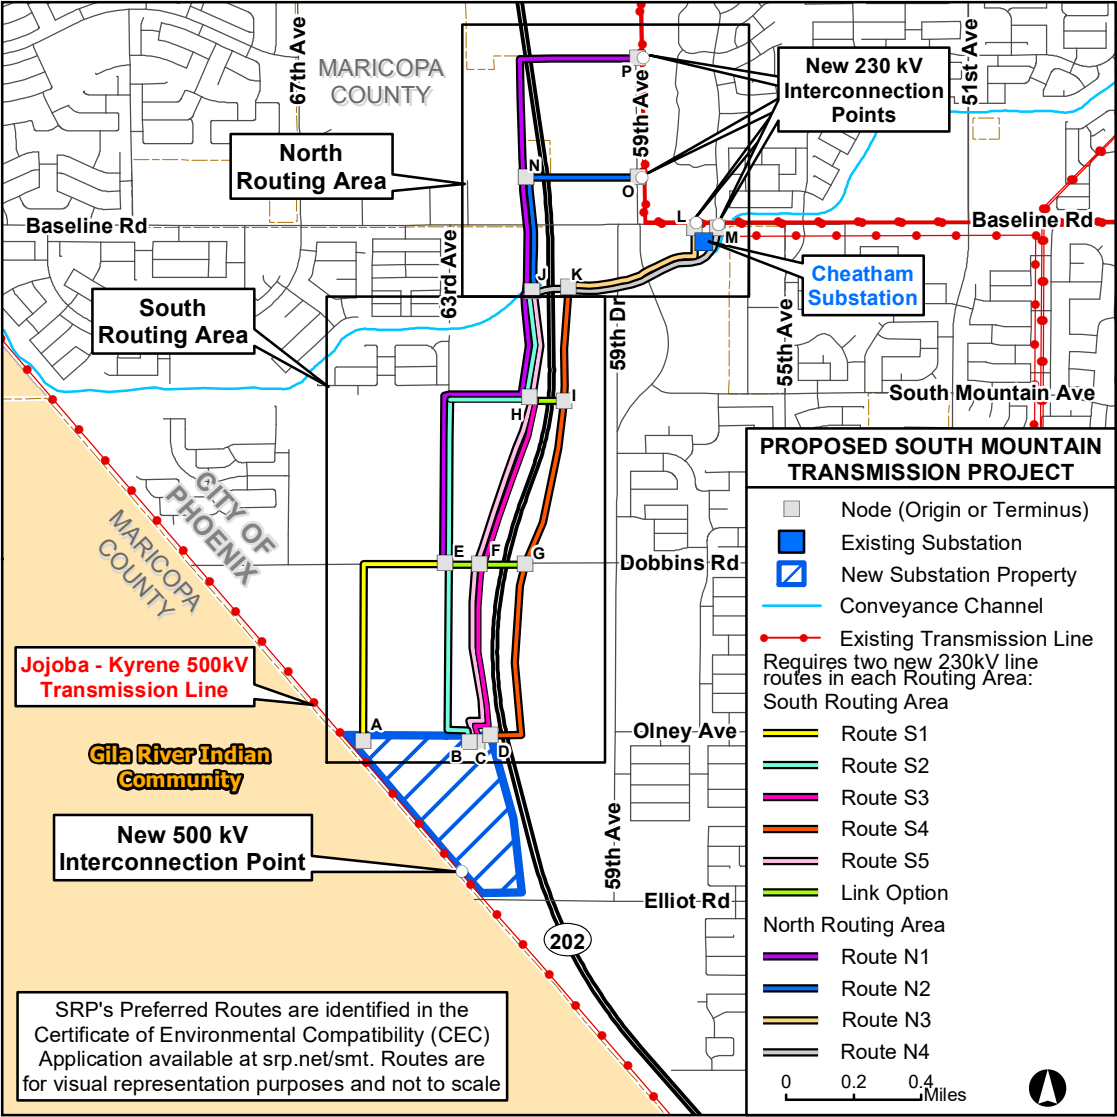 67th Ave
MARICOPA
COUNTY
P
59th Ave
New 230 kV
Interconnection
Points
51st Ave
North
Routing Area
N
O
Baseline Rd
L
M
Baseline Rd
63rd Ave
J
K
Cheatham
Substation
South
Routing Area
59th Dr
55th Ave
H
I
South Mountain Ave
CITY OF
PHOENIX
MARICOPA
COUNTY
E
F
G
Dobbins Rd
Jojoba - Kyrene 500kV
Transmission Line
A
B
C
D
Olney Ave
Gila River Indian
Community
New 500 kV
Interconnection Point
59th Ave
Elliot Rd
202
SRP's Preferred Routes are identified in the
Certificate of Environmental Compatibility (CEC)
Application available at srp.net/smt. Routes are
for visual representation purposes and not to scale
PROPOSED SOUTH MOUNTAIN
TRANSMISSION PROJECT
Node (Origin or Terminus)
Existing Substation
New Substation Property
Conveyance Channel
Existing Transmission Line
Requires two new 230kV line
routes in each Routing Area:
South Routing Area
Route S1
Route S2
Route S3
Route S4
Route S5
Link Option
North Routing Area
Route N1
Route N2
Route N3
Route N4
0 0.2 0.4
Miles